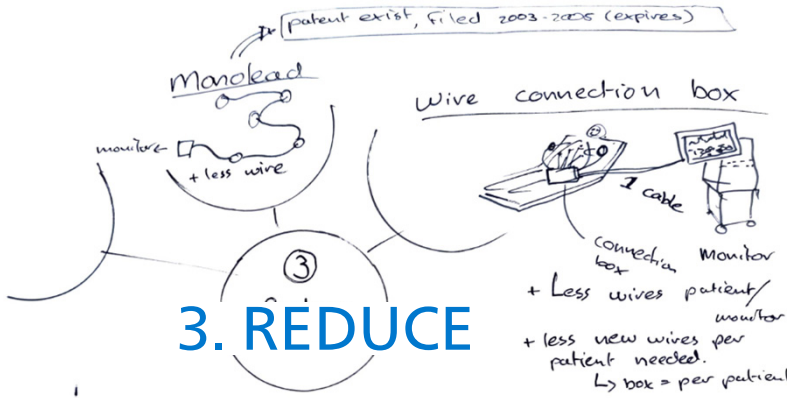 patent exist, Filed 2003-2005 (expires)
Monolead
monitor
+ less wire
Wire connection box
1 cable
connection
box
monitor
+ Less wires patient/
monitor
+ less new wires per
patient needed.
↳ box = per patient
3
3. REDUCE